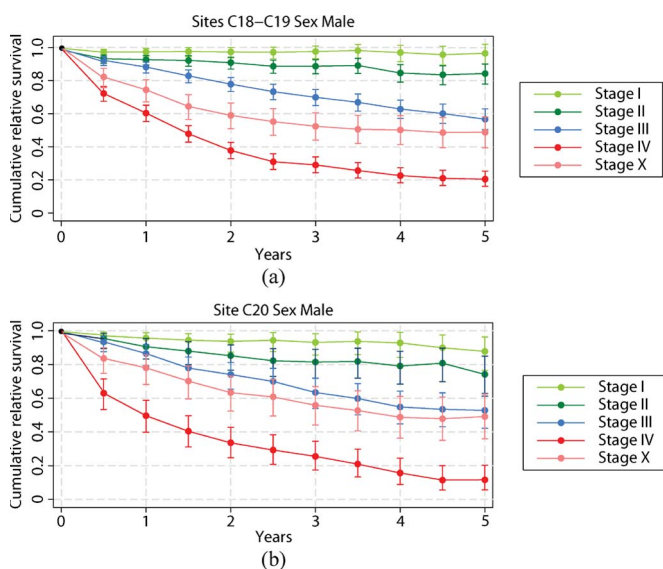 Sites C18–C19 Sex Male
Cumulative relative survival
1.0
0.8
0.6
0.4
0.2
0
0 1 2 3 4 5
Years
Stage I
Stage II
Stage III
Stage IV
Stage X
(a)
Site C20 Sex Male
Cumulative relative survival
1.0
0.8
0.6
0.4
0.2
0
0 1 2 3 4 5
Years
Stage I
Stage II
Stage III
Stage IV
Stage X
(b)